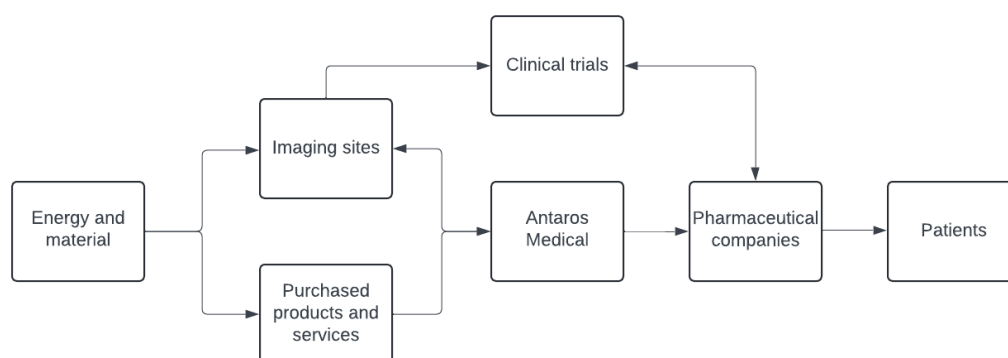 Clinical trials
Imaging sites
Energy and
material
Antaros
Medical
Pharmaceutical
companies
Patients
Purchased
products and
services